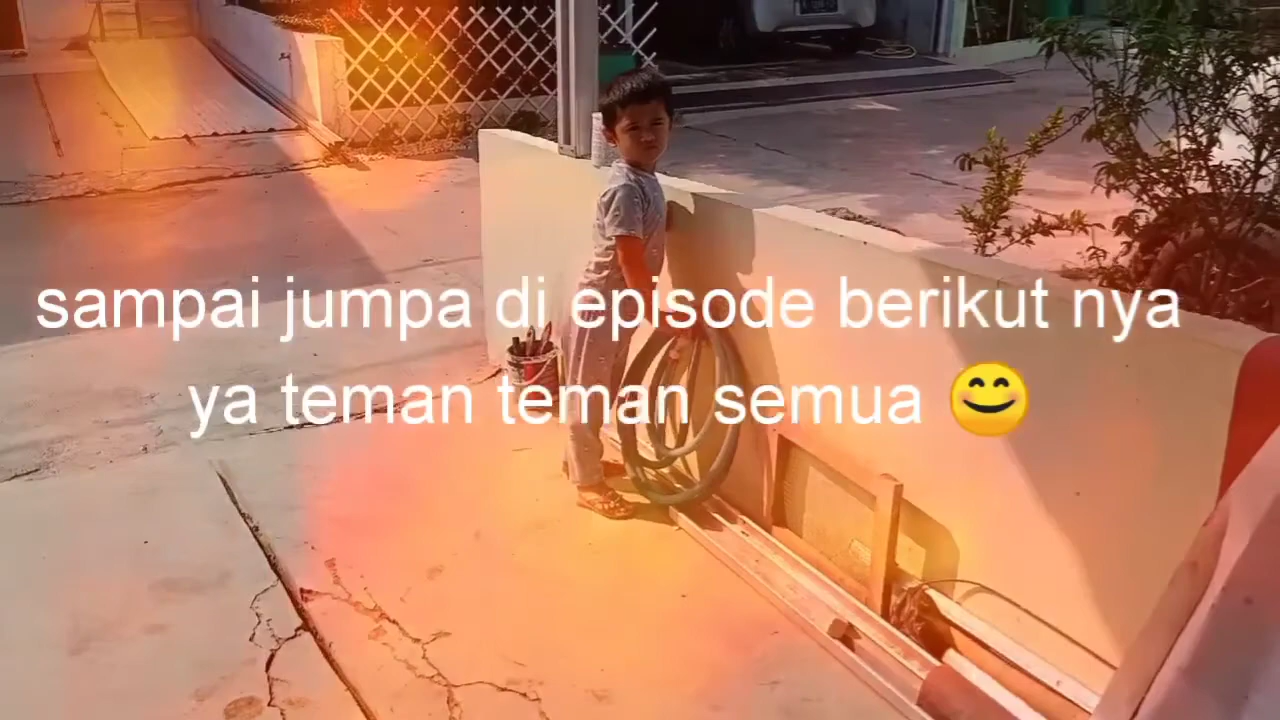 sampai jumpa di episode berikut nya
ya teman teman semua 😊